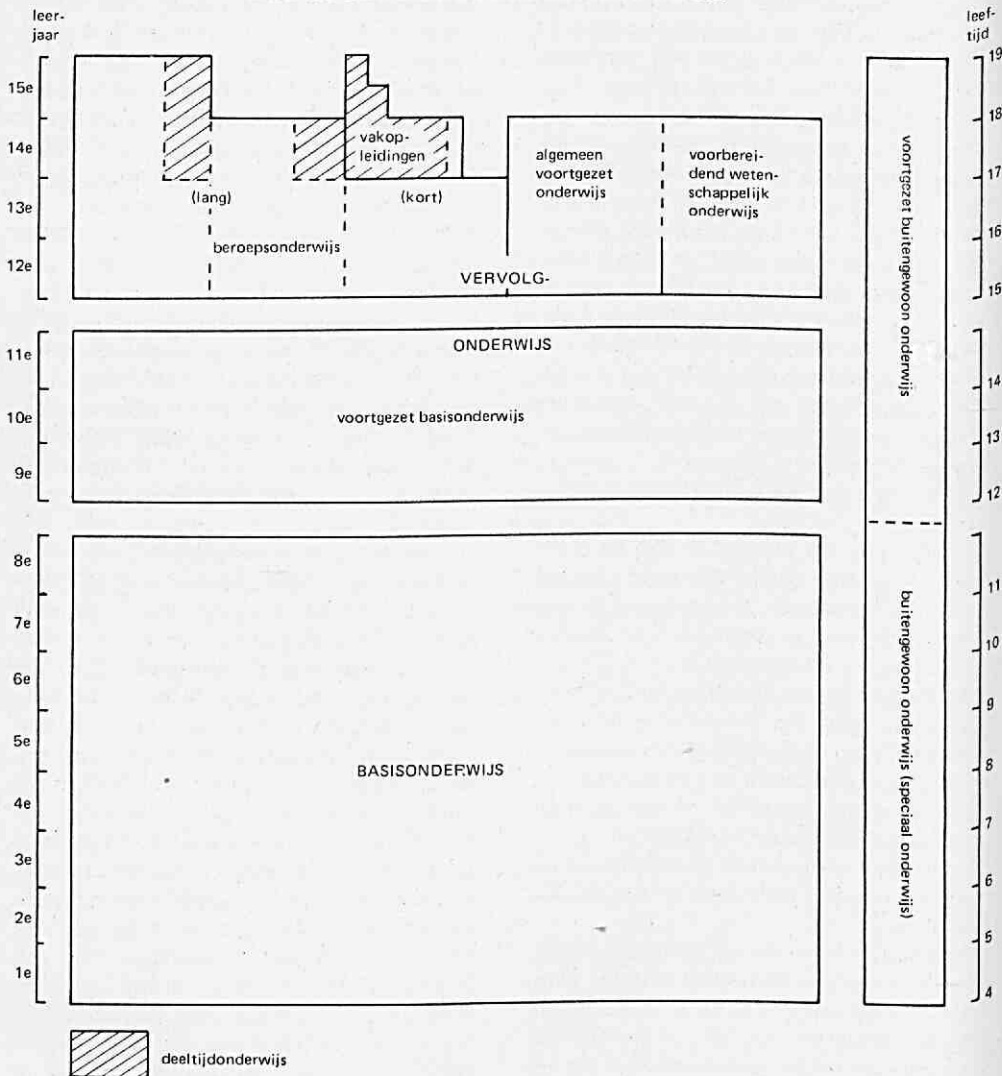 leer-
jaar
leef-
tijd
15e
14e
13e
12e
11e
10e
9e
8e
7e
6e
5e
4e
3e
2e
1e
vakop-
leidingen
(lang)
(kort)
beroepsonderwijs
algemeen
voortgezet
onderwijs
voorberei-
dend weten-
schappelijk
onderwijs
VERVOLG-
ONDERWIJS
voortgezet basisonderwijs
BASISONDERWIJS
voortgezet buitengewoon onderwijs
buitengewoon onderwijs (speciaal onderwijs)
19
18
17
16
15
14
13
12
11
10
9
8
7
6
5
4
deeltijdonderwijs